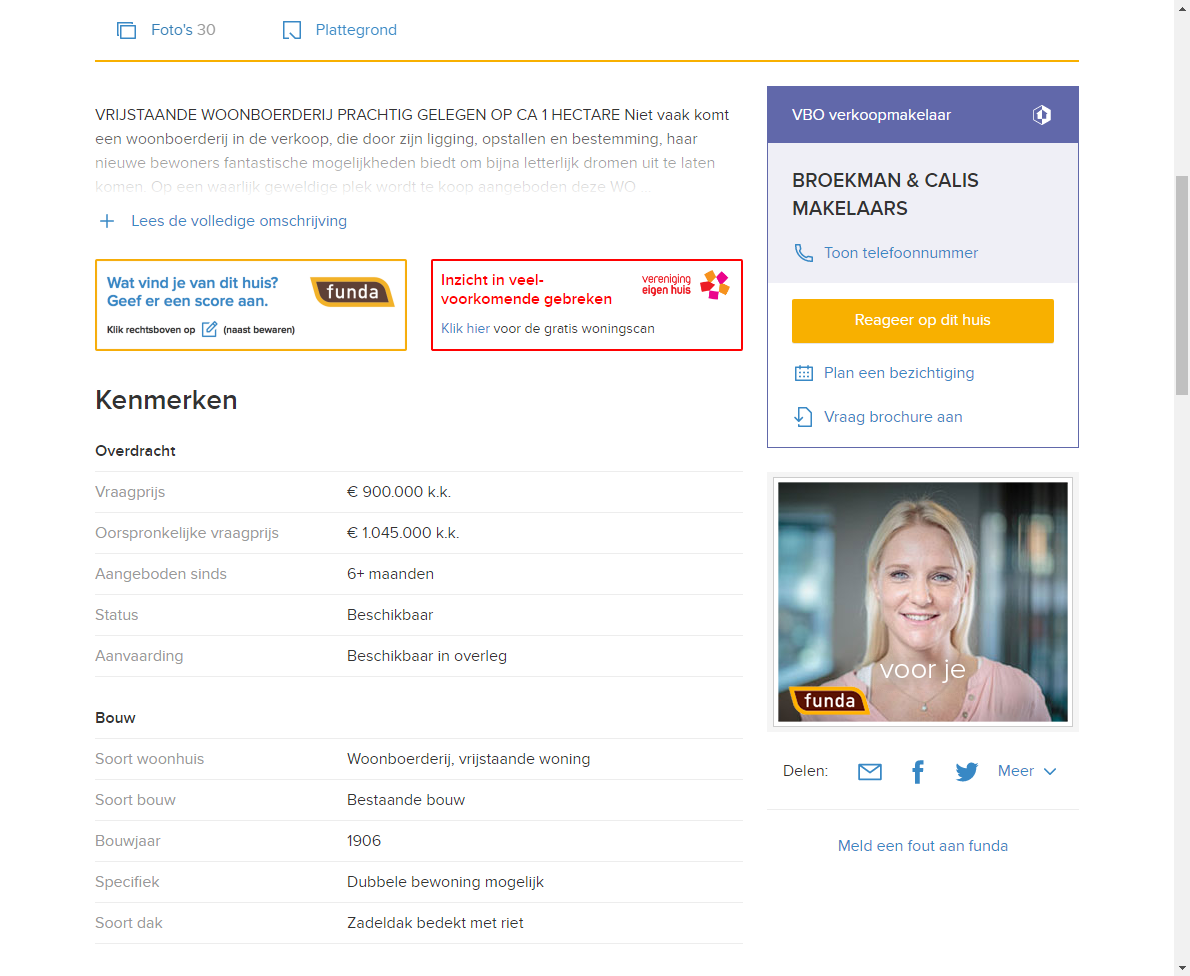 Foto's 30
Plattegrond
VRIJSTAANDE WOONBOERDERIJ PRACHTIG GELEGEN OP CA 1 HECTARE Niet vaak komt
een woonboerderij in de verkoop, die door zijn ligging, opstallen en bestemming, haar
nieuwe bewoners fantastische mogelijkheden biedt om bijna letterlijk dromen uit te laten
komen. Op een waarlijk geweldige plek wordt te koop aangeboden deze WO ...
Lees de volledige omschrijving
Wat vind je van dit huis?
Geef er een score aan.
funda
Klik rechtsboven op (naast bewaren)
Inzicht in veel-
voorkomende gebreken
vereniging
eigen huis
Klik hier voor de gratis woningscan
Kenmerken
Overdracht
Vraagprijs € 900.000 k.k.
Oorspronkelijke vraagprijs € 1.045.000 k.k.
Aangeboden sinds 6+ maanden
Status Beschikbaar
Aanvaarding Beschikbaar in overleg
Bouw
Soort woonhuis Woonboerderij, vrijstaande woning
Soort bouw Bestaande bouw
Bouwjaar 1906
Specifiek Dubbele bewoning mogelijk
Soort dak Zadeldak bedekt met riet
VBO verkoopmakelaar
BROEKMAN & CALIS
MAKELAARS
Toon telefoonnummer
Reageer op dit huis
Plan een bezichtiging
Vraag brochure aan
voor je
funda
Delen: Meer
Meld een fout aan funda